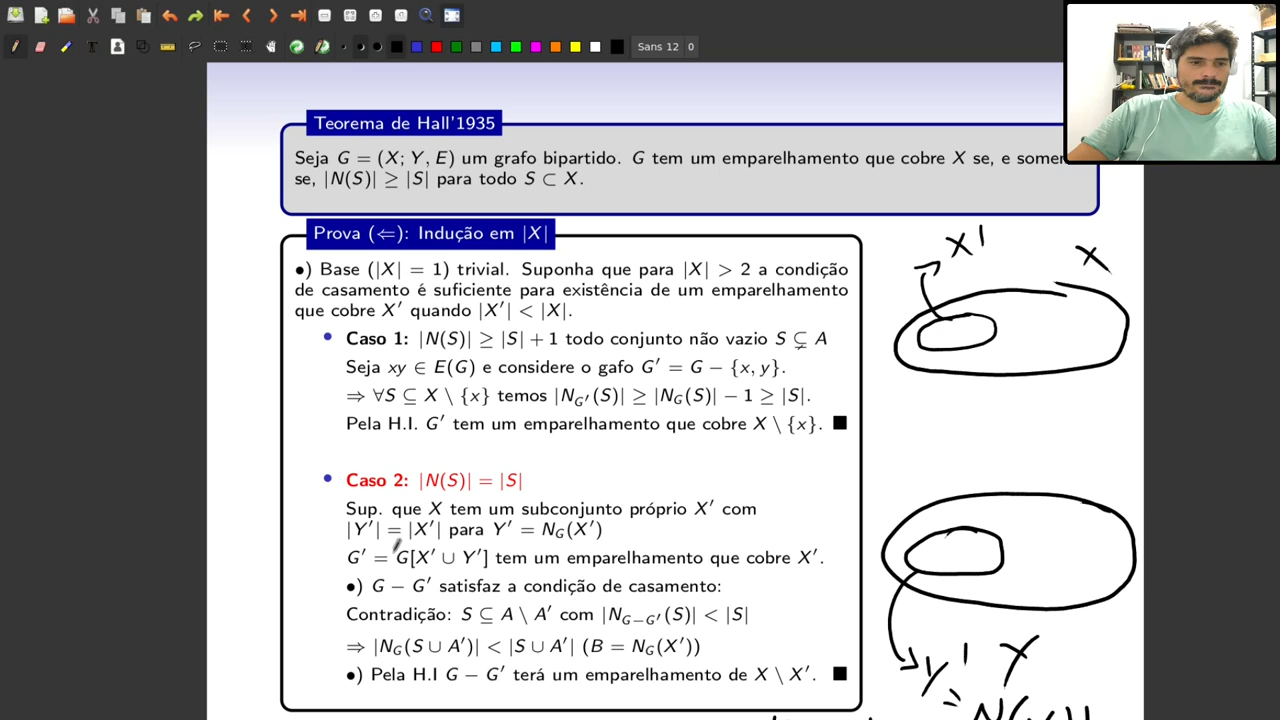 Sans 12 0
Teorema de Hall'1935
Seja G = (X; Y, E) um grafo bipartido. G tem um emparelhamento que cobre X se, e somen
se, |N(S)| ≥ |S| para todo S ⊂ X.
Prova (⇐): Indução em |X|
•) Base (|X| = 1) trivial. Suponha que para |X| > 2 a condição
de casamento é suficiente para existência de um emparelhamento
que cobre X′ quando |X′| < |X|.
• Caso 1: |N(S)| ≥ |S| + 1 todo conjunto não vazio S ⊊ A
Seja xy ∈ E(G) e considere o gafo G′ = G − {x, y}.
⇒ ∀S ⊆ X \ {x} temos |N_G′(S)| ≥ |N_G(S)| − 1 ≥ |S|.
Pela H.I. G′ tem um emparelhamento que cobre X \ {x}. ■
• Caso 2: |N(S)| = |S|
Sup. que X tem um subconjunto próprio X′ com
|Y′| = |X′| para Y′ = N_G(X′)
G′ = G[X′ ∪ Y′] tem um emparelhamento que cobre X′.
•) G − G′ satisfaz a condição de casamento:
Contradição: S ⊆ A \ A′ com |N_G−G′(S)| < |S|
⇒ |N_G(S ∪ A′)| < |S ∪ A′| (B = N_G(X′))
•) Pela H.I G − G′ terá um emparelhamento de X \ X′. ■
X′
X
Y′
Y